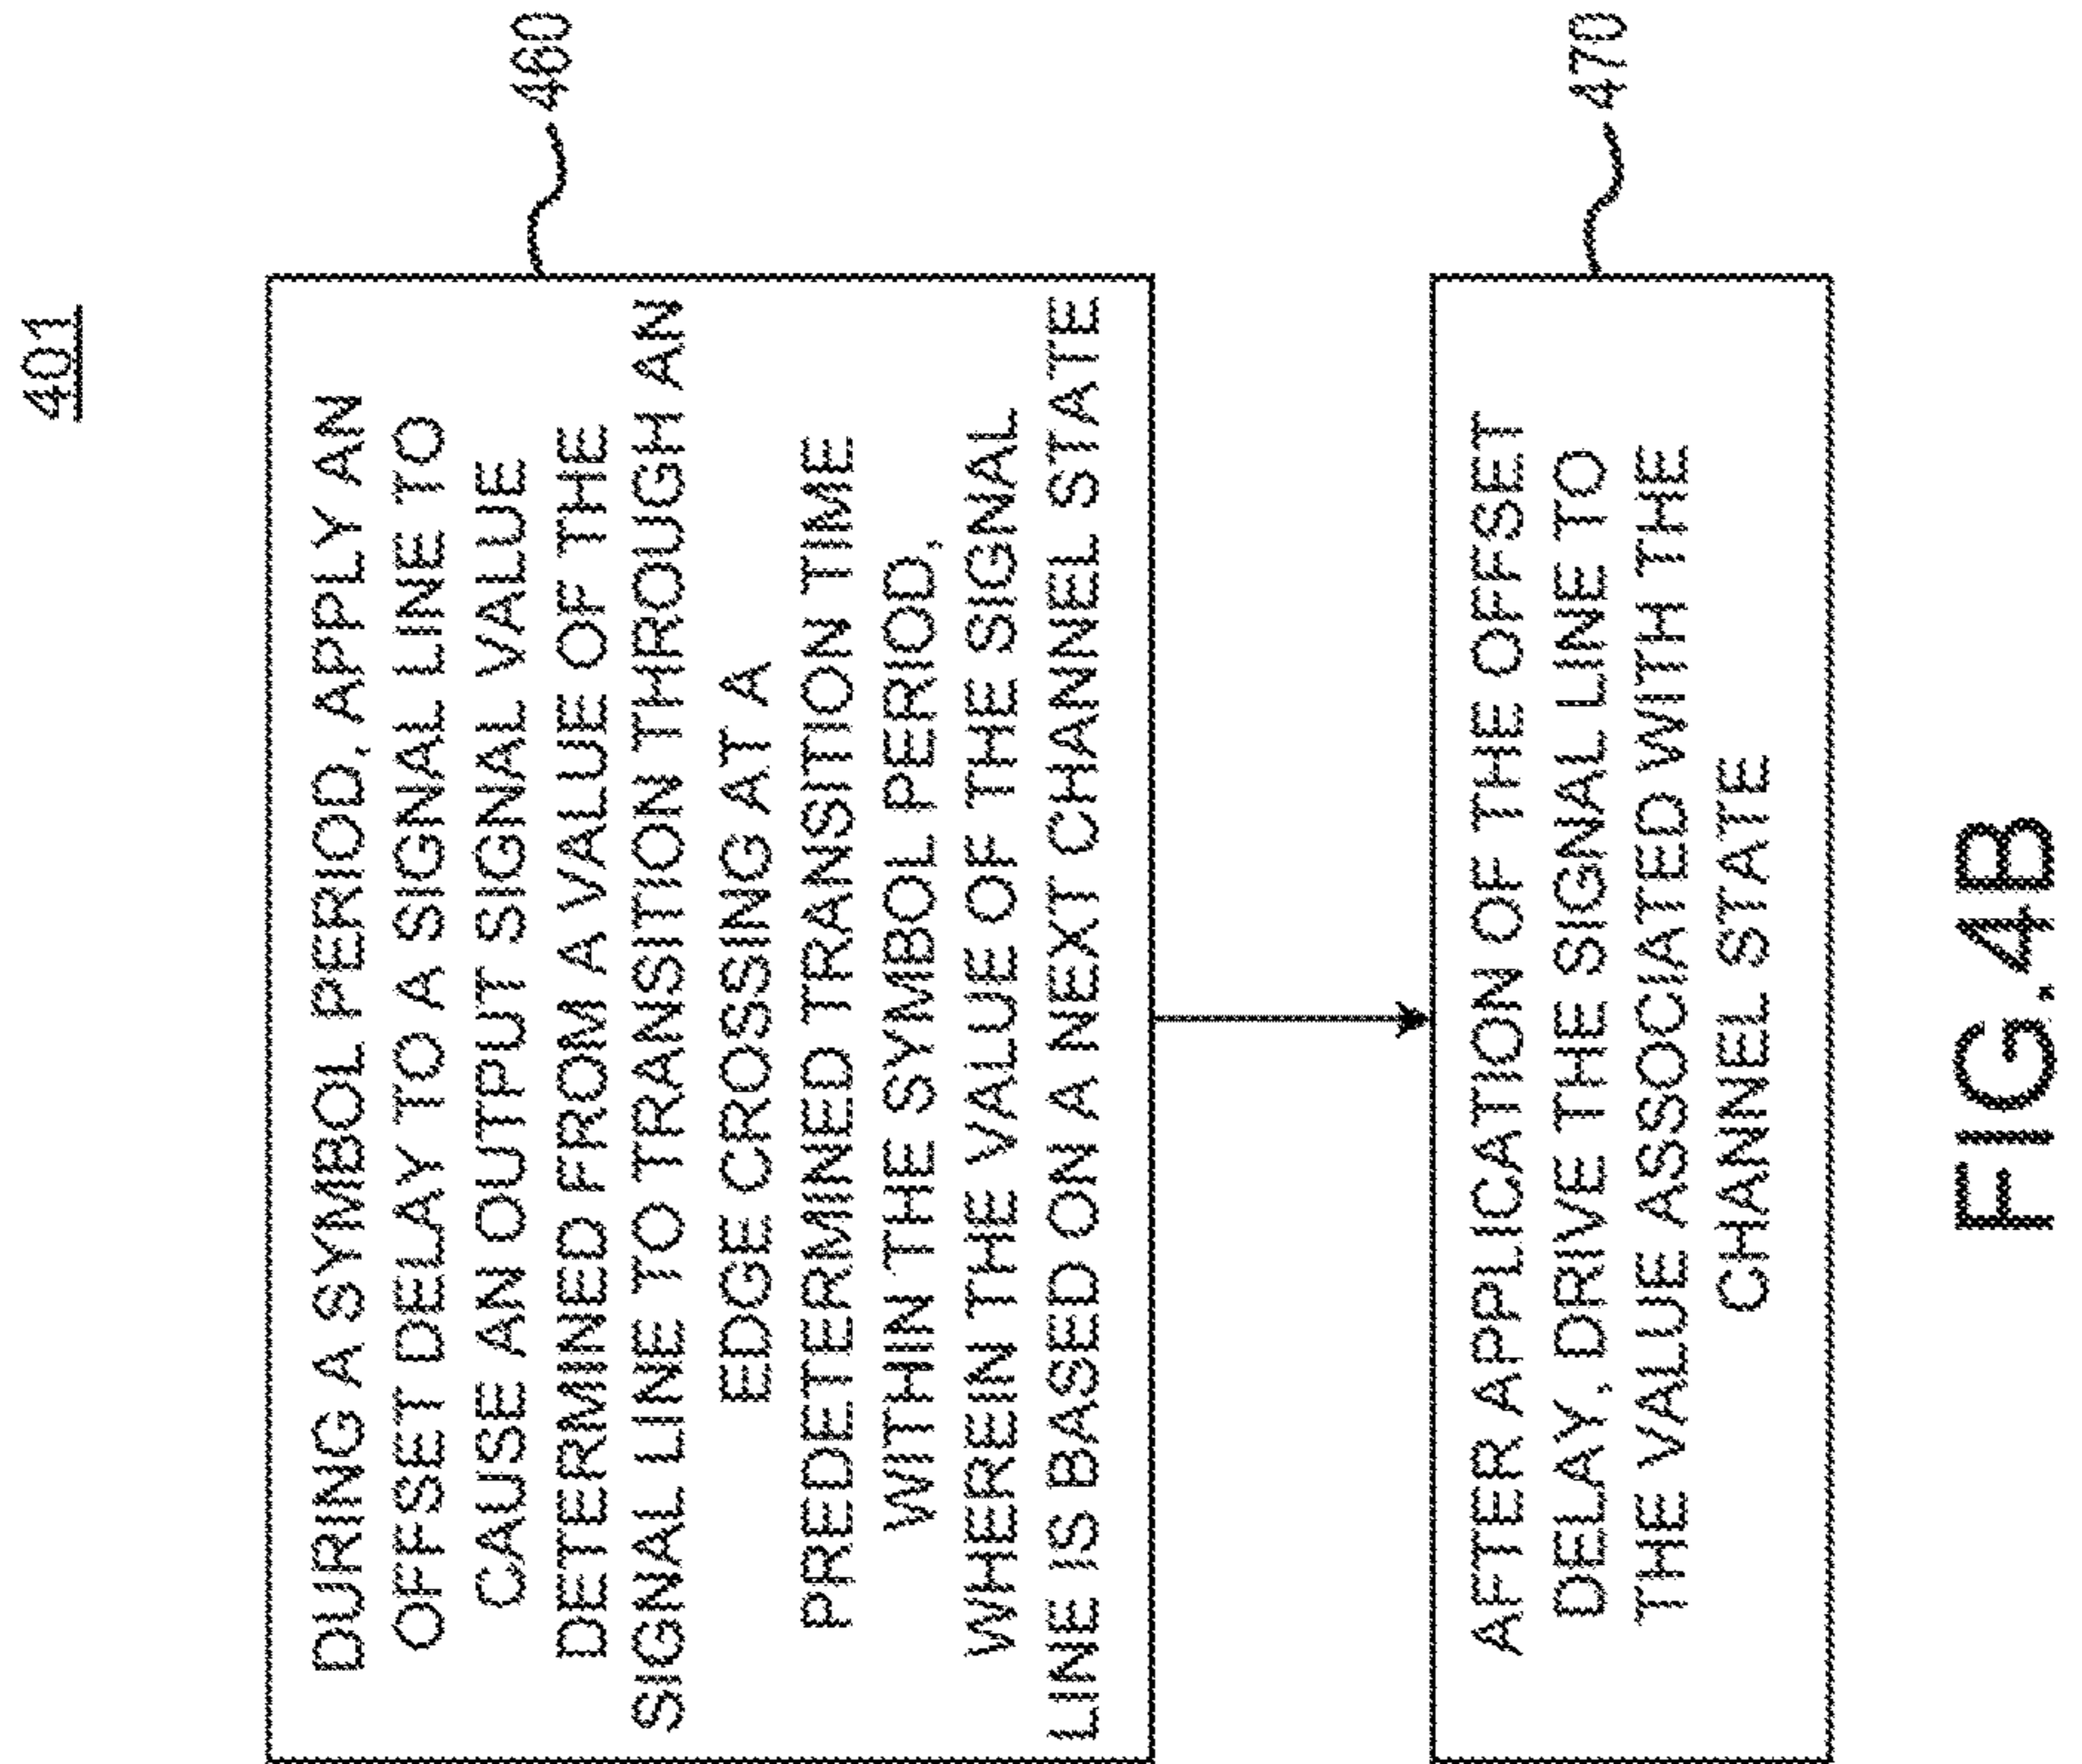 401
DURING A SYMBOL PERIOD, APPLY AN
OFFSET DELAY TO A SIGNAL LINE TO
CAUSE AN OUTPUT SIGNAL VALUE
DETERMINED FROM A VALUE OF THE
SIGNAL LINE TO TRANSITION THROUGH AN
EDGE CROSSING AT A
PREDETERMINED TRANSITION TIME
WITHIN THE SYMBOL PERIOD,
WHEREIN THE VALUE OF THE SIGNAL
LINE IS BASED ON A NEXT CHANNEL STATE
460
AFTER APPLICATION OF THE OFFSET
DELAY, DRIVE THE SIGNAL LINE TO
THE VALUE ASSOCIATED WITH THE
CHANNEL STATE
470
FIG.4B